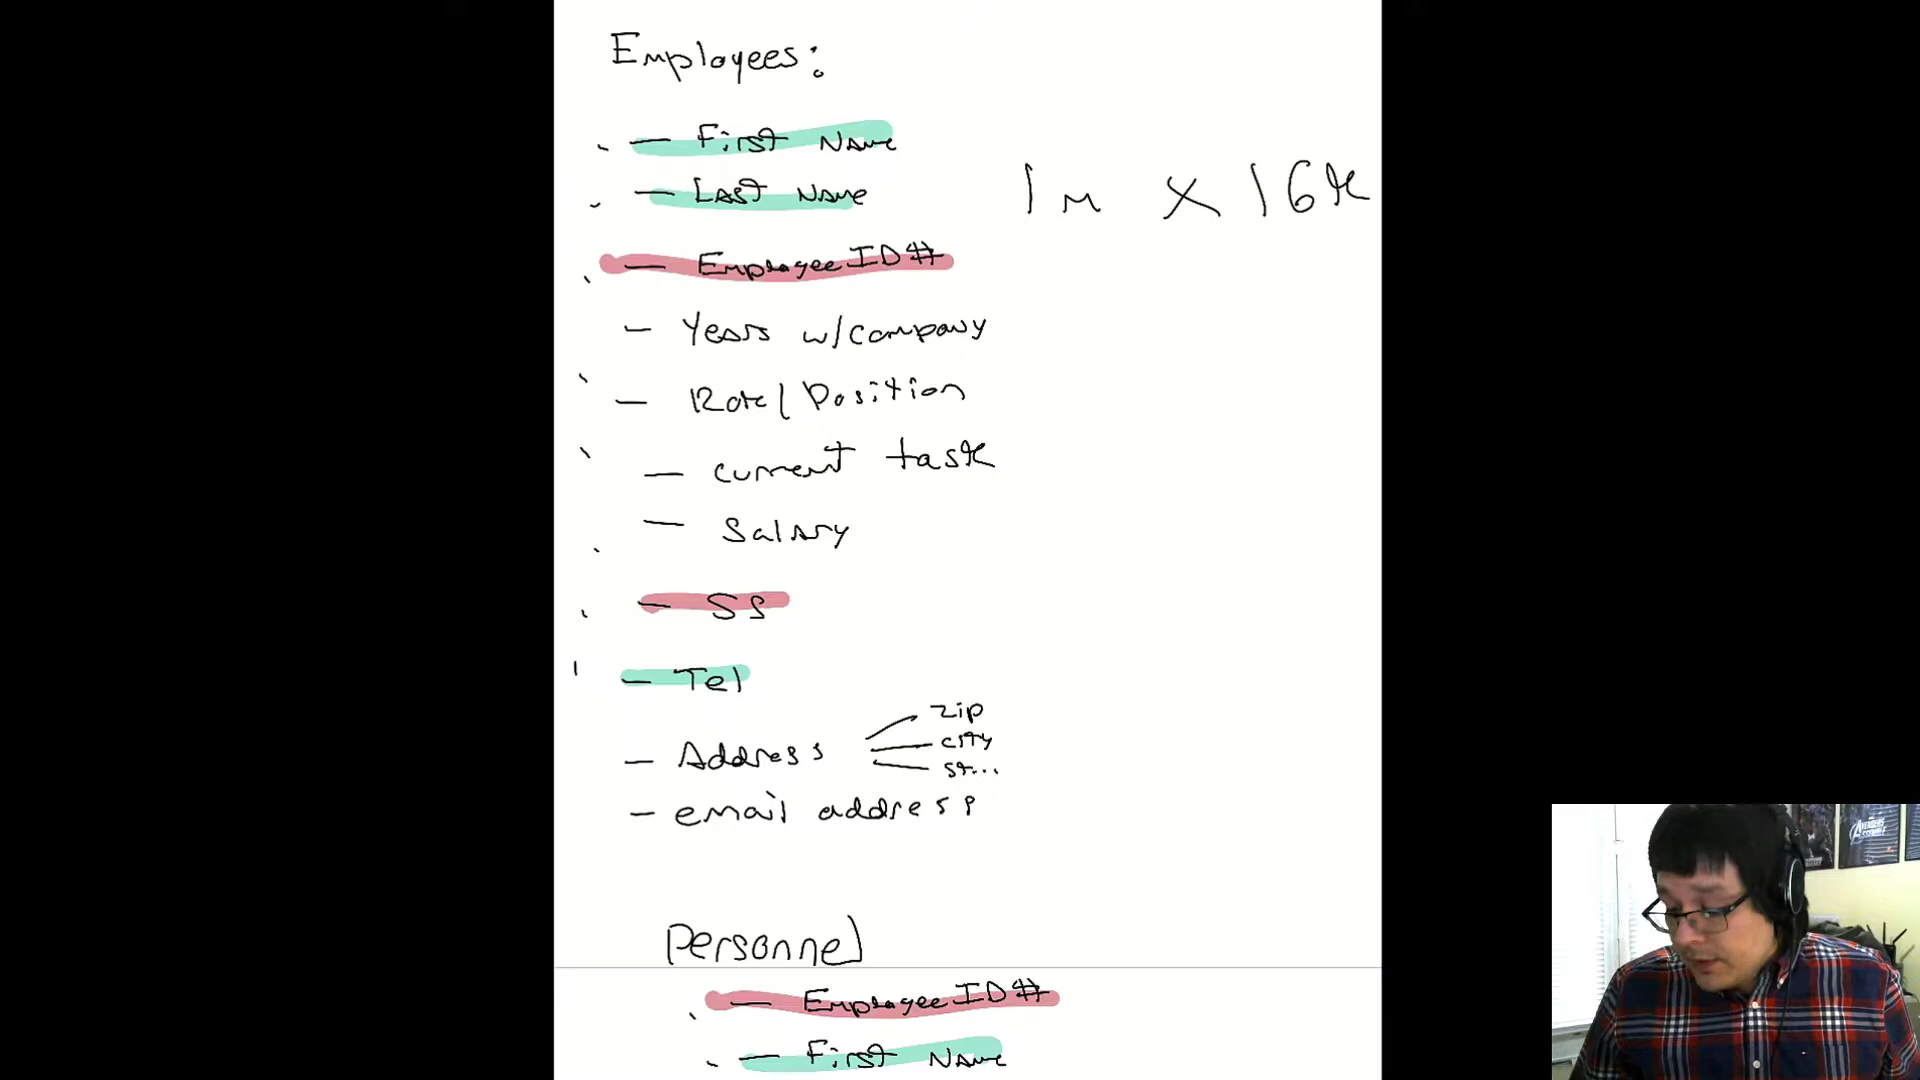 Employees:
— First Name
— Last Name
1m x 16k
— Employee ID#
— Years w/company
— Role/Position
— current task
— Salary
— SS
— Tel
— Address
Zip
city
st...
— email address
Personnel
— Employee ID#
— First Name
AVENGERS